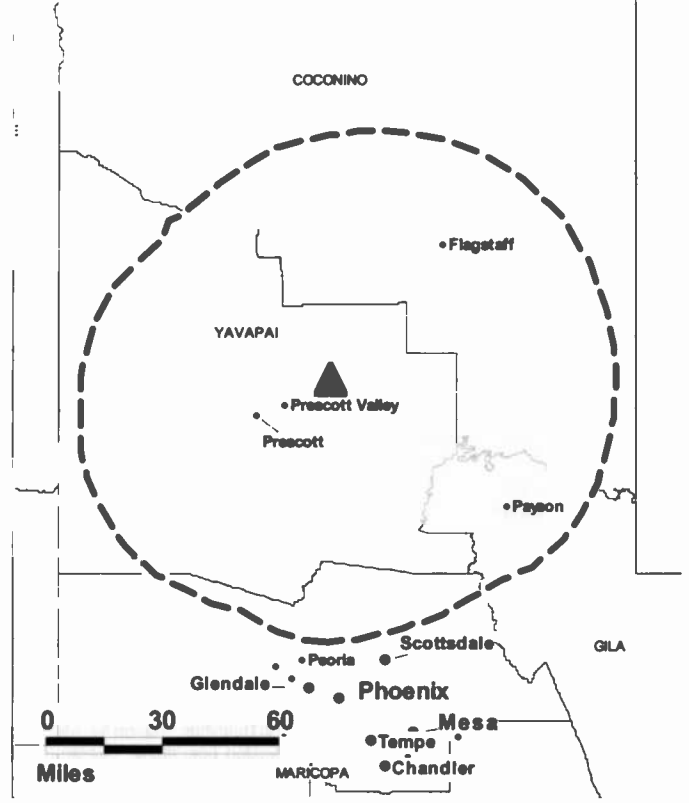 COCONINO
Flagstaff
YAVAPAI
Prescott Valley
Prescott
Payson
Scottsdale
GILA
Peoria
Glendale
Phoenix
0 30 60
Mesa
Tempe
Miles
MARICOPA
Chandler